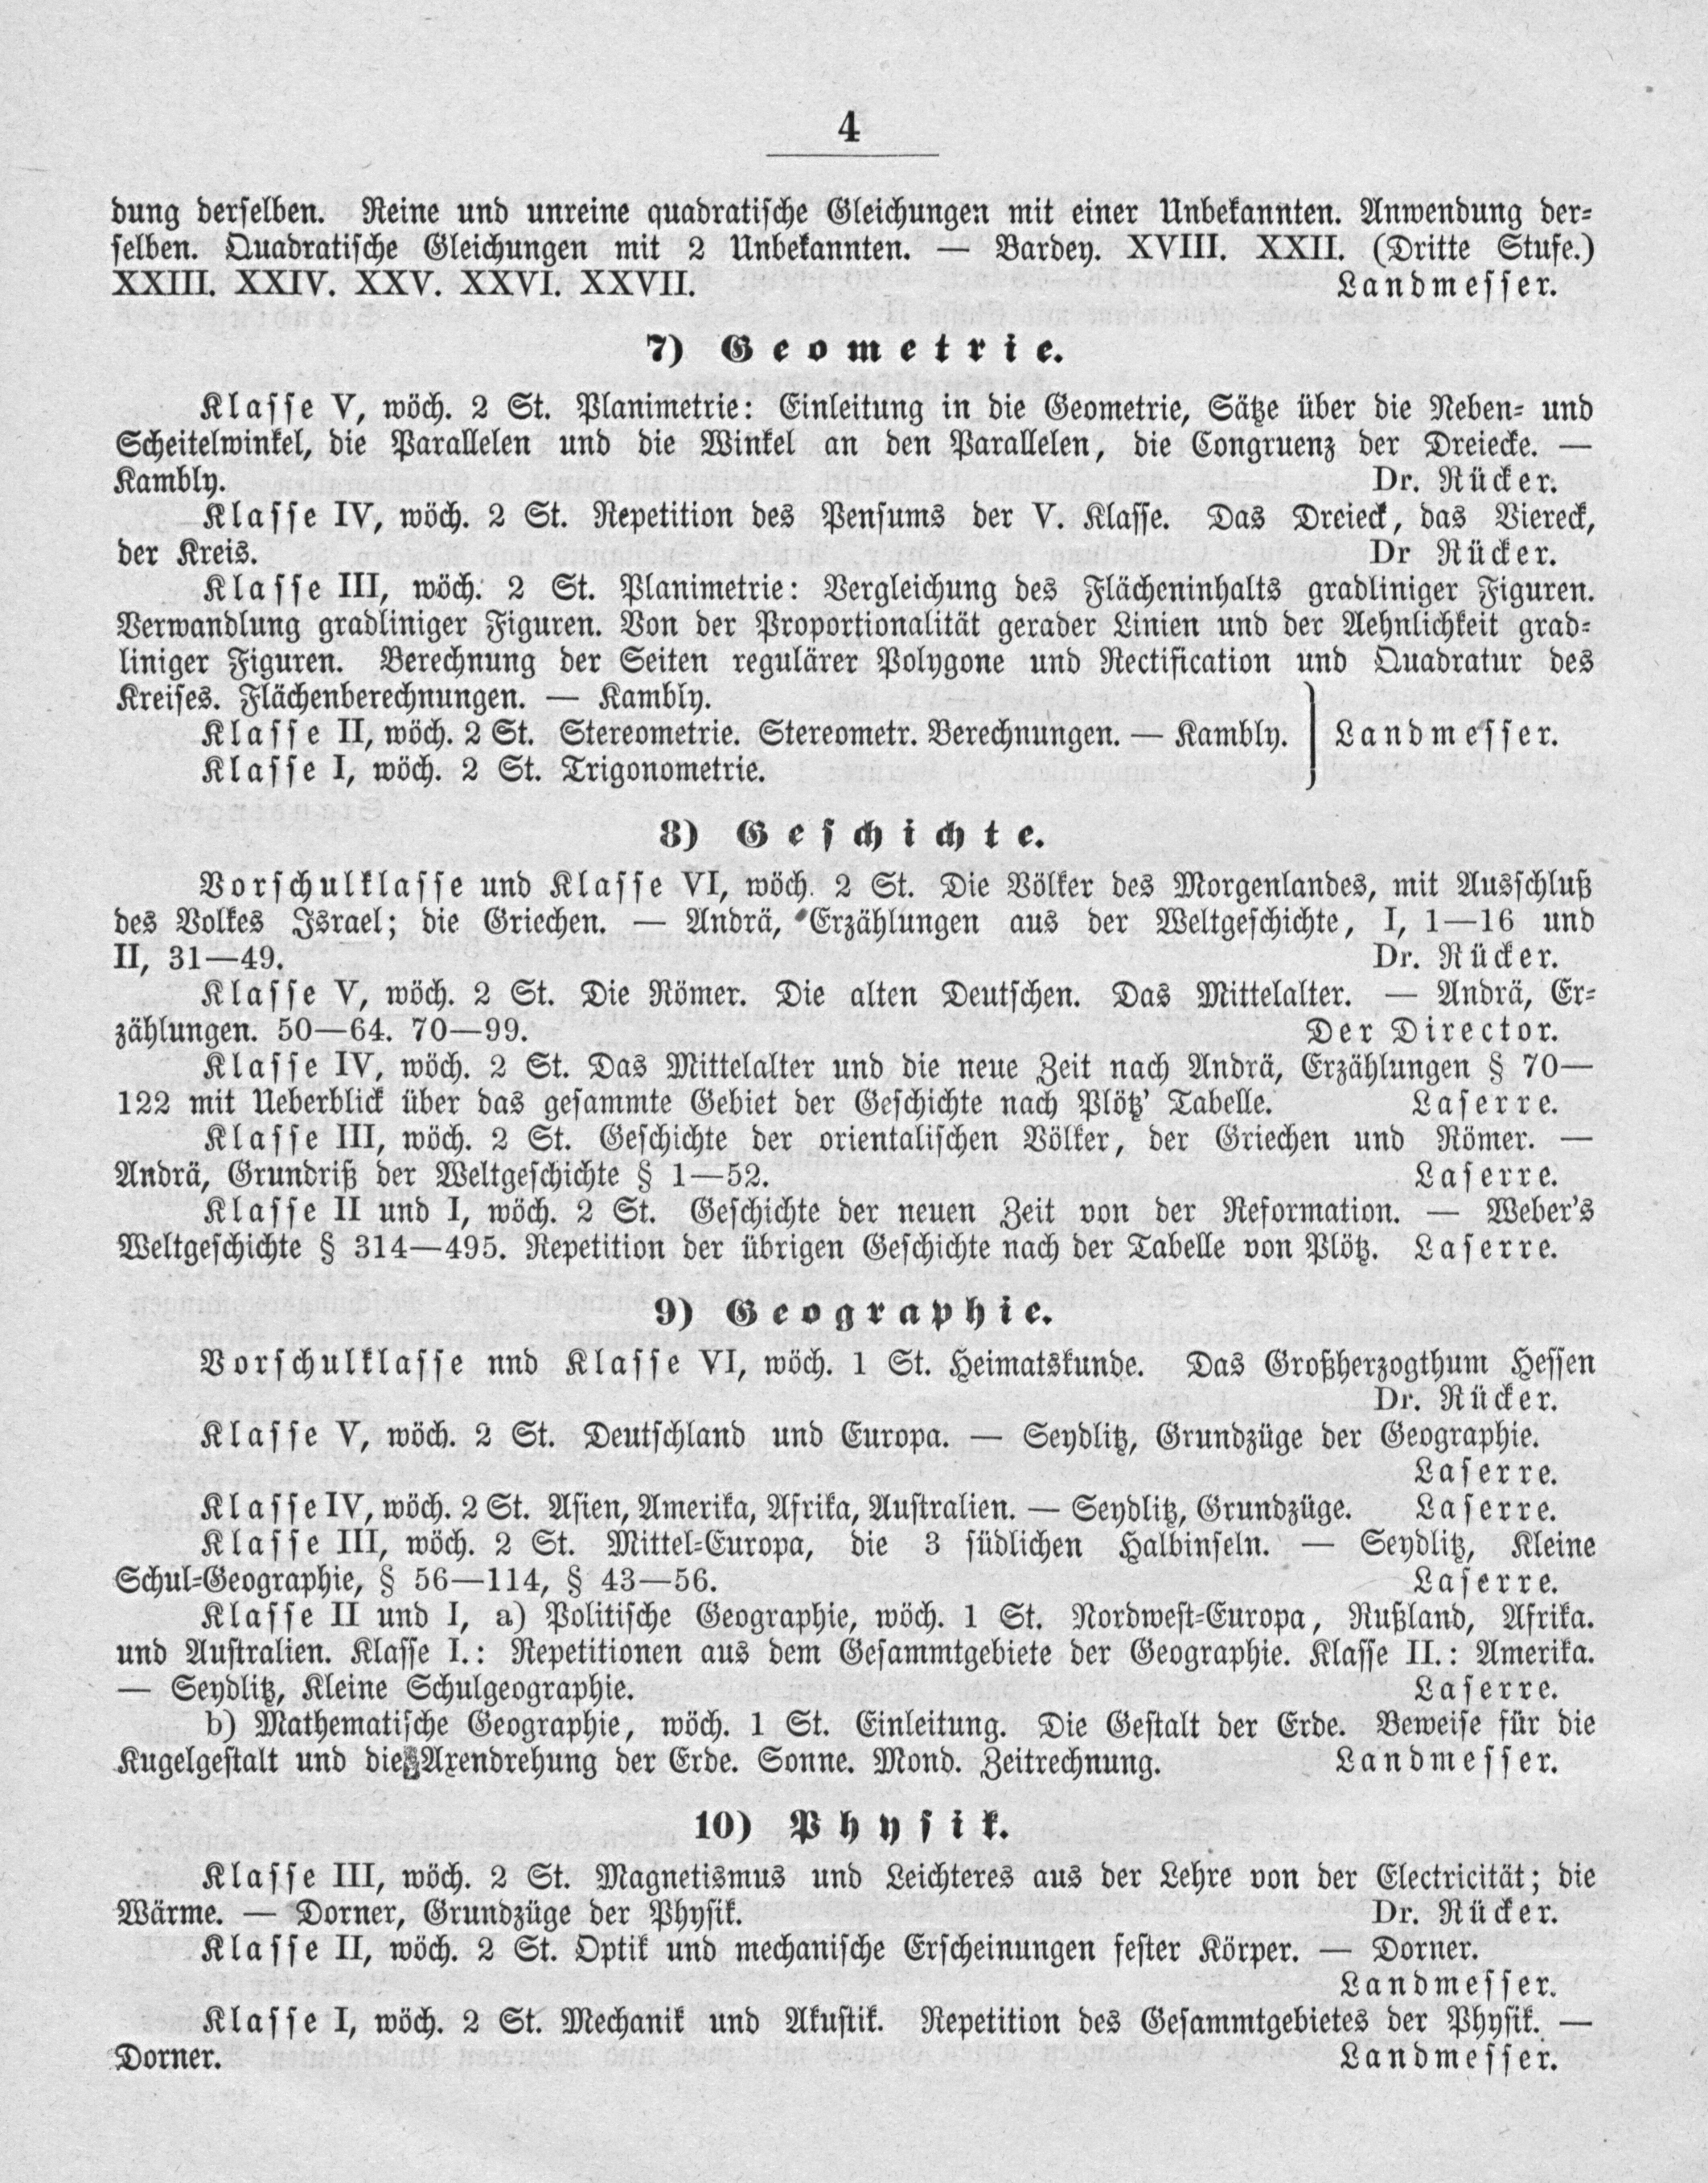 4
dung derselben. Reine und unreine quadratische Gleichungen mit einer Unbekannten. Anwendung der-
selben. Quadratische Gleichungen mit 2 Unbekannten. — Bardey. XVIII. XXII. (Dritte Stufe.)
XXIII. XXIV. XXV. XXVI. XXVII. Landmesser.
7) Geometrie.
Klasse V, wöch. 2 St. Planimetrie: Einleitung in die Geometrie, Sätze über die Neben- und
Scheitelwinkel, die Parallelen und die Winkel an den Parallelen, die Congruenz der Dreiecke. —
Kambly. Dr. Rücker.
Klasse IV, wöch. 2 St. Repetition des Pensums der V. Klasse. Das Dreieck, das Viereck,
der Kreis. Dr Rücker.
Klasse III, wöch. 2 St. Planimetrie: Vergleichung des Flächeninhalts gradliniger Figuren.
Verwandlung gradliniger Figuren. Von der Proportionalität gerader Linien und der Aehnlichkeit grad-
liniger Figuren. Berechnung der Seiten regulärer Polygone und Rectification und Quadratur des
Kreises. Flächenberechnungen. — Kambly.
Klasse II, wöch. 2 St. Stereometrie. Stereometr. Berechnungen. — Kambly. Landmesser.
Klasse I, wöch. 2 St. Trigonometrie.
8) Geschichte.
Vorschulklasse und Klasse VI, wöch. 2 St. Die Völker des Morgenlandes, mit Ausschluß
des Volkes Israel; die Griechen. — Andrä, Erzählungen aus der Weltgeschichte, I, 1—16 und
II, 31—49. Dr. Rücker.
Klasse V, wöch. 2 St. Die Römer. Die alten Deutschen. Das Mittelalter. — Andrä, Er-
zählungen. 50—64. 70—99. Der Director.
Klasse IV, wöch. 2 St. Das Mittelalter und die neue Zeit nach Andrä, Erzählungen § 70—
122 mit Ueberblick über das gesammte Gebiet der Geschichte nach Plötz' Tabelle. Laserre.
Klasse III, wöch. 2 St. Geschichte der orientalischen Völker, der Griechen und Römer. —
Andrä, Grundriß der Weltgeschichte § 1—52. Laserre.
Klasse II und I, wöch. 2 St. Geschichte der neuen Zeit von der Reformation. — Weber's
Weltgeschichte § 314—495. Repetition der übrigen Geschichte nach der Tabelle von Plötz. Laserre.
9) Geographie.
Vorschulklasse nnd Klasse VI, wöch. 1 St. Heimatskunde. Das Großherzogthum Hessen
Dr. Rücker.
Klasse V, wöch. 2 St. Deutschland und Europa. — Seydlitz, Grundzüge der Geographie.
Laserre.
Klasse IV, wöch. 2 St. Asien, Amerika, Afrika, Australien. — Seydlitz, Grundzüge. Laserre.
Klasse III, wöch. 2 St. Mittel-Europa, die 3 südlichen Halbinseln. — Seydlitz, Kleine
Schul-Geographie, § 56—114, § 43—56. Laserre.
Klasse II und I, a) Politische Geographie, wöch. 1 St. Nordwest-Europa, Rußland, Afrika.
und Australien. Klasse I.: Repetitionen aus dem Gesammtgebiete der Geographie. Klasse II.: Amerika.
— Seydlitz, Kleine Schulgeographie. Laserre.
b) Mathematische Geographie, wöch. 1 St. Einleitung. Die Gestalt der Erde. Beweise für die
Kugelgestalt und die Axendrehung der Erde. Sonne. Mond. Zeitrechnung. Landmesser.
10) Physik.
Klasse III, wöch. 2 St. Magnetismus und Leichteres aus der Lehre von der Electricität; die
Wärme. — Dorner, Grundzüge der Physik. Dr. Rücker.
Klasse II, wöch. 2 St. Optik und mechanische Erscheinungen fester Körper. — Dorner.
Landmesser.
Klasse I, wöch. 2 St. Mechanik und Akustik. Repetition des Gesammtgebietes der Physik. —
Dorner. Landmesser.